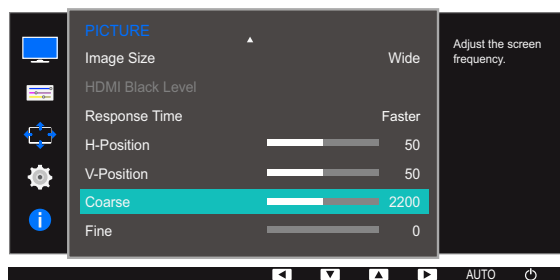 PICTURE
Image Size Wide
HDMI Black Level
Response Time Faster
H-Position 50
V-Position 50
Coarse 2200
Fine 0
Adjust the screen
frequency.
AUTO